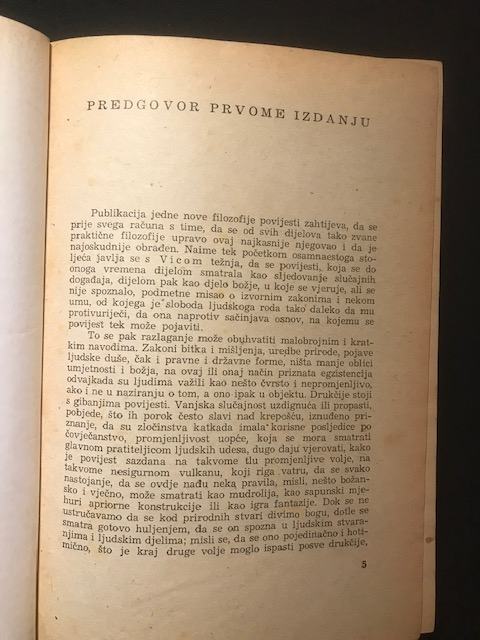 PREDGOVOR PRVOME IZDANJU
Publikacija jedne nove filozofije povijesti zahtijeva, da se
prije svega računa s time, da se od svih dijelova tako zvane
praktične filozofije upravo ovaj najkasnije njegovao i da je
najoskudnije obrađen. Naime tek početkom osamnaestoga sto-
ljeća javlja se s Vicom težnja, da se povijesti, koja se do
onoga vremena dijelom smatrala kao sljedovanje slučajnih
događaja, dijelom pak kao djelo božje, u koje se vjeruje, ali se
nije spoznalo, podmetne misao o izvornim zakonima i nekom
umu, od kojega je sloboda ljudskoga roda tako daleko da mu
protivuriječi, da ona naprotiv sačinjava osnov, na kojemu se
povijest tek može pojaviti.
To se pak razlaganje može obuhvatiti malobrojnim i krat-
kim navodima. Zakoni bitka i mišljenja, uredbe prirode, pojave
ljudske duše, čak i pravne i državne forme, ništa manje oblici
umjetnosti i božja, na ovaj ili onaj način priznata egzistencija
odvajkada su ljudima važili kao nešto čvrsto i nepromjenljivo,
ako i ne u naziranju o tom, a ono ipak u objektu. Drukčije stoji
s gibanjima povijesti. Vanjska slučajnost uzdignuća ili propasti,
pobjede, što ih porok često slavi nad krepošću, iznuđeno pri-
znanje, da su zločinstva katkada imala korisne posljedice po
čovječanstvo, promjenljivost uopće, koja se mora smatrati
glavnom pratiteljicom ljudskih udesa, dugo daju vjerovati, kako
je povijest sazdana na takvome tlu promjenljive volje, na
takvome nesigurnom vulkanu, koji riga vatru, da se svako
nastojanje, da se ovdje nađu neka pravila, misli, nešto božan-
sko i vječno, može smatrati kao mudrolija, kao sapunski mje-
huri apriorne konstrukcije ili kao igra fantazije. Dok se ne
ustručavamo da se kod prirodnih stvari divimo bogu, dotle se
smatra gotovo huljenjem, da se on spozna u ljudskim stvara-
njima i ljudskim djelima; misli se, da se ono pojedinačno i hoti-
mično, što je kraj druge volje moglo ispasti posve drukčije,
5